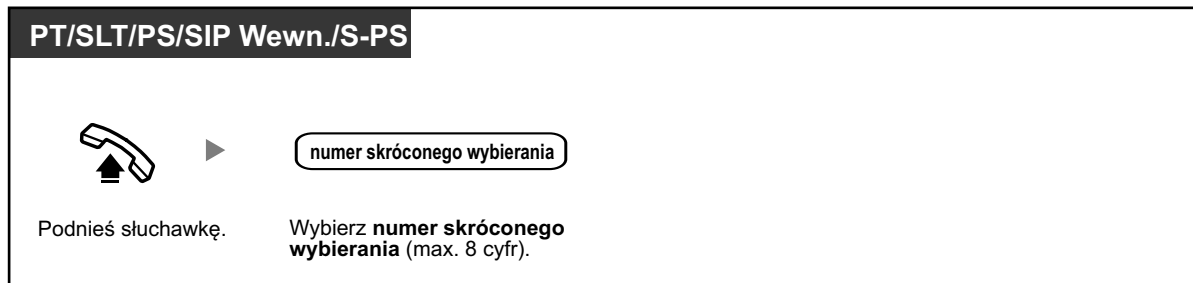 PT/SLT/PS/SIP Wewn./S-PS
numer skróconego wybierania
Podnieś słuchawkę.
Wybierz numer skróconego
wybierania (max. 8 cyfr).